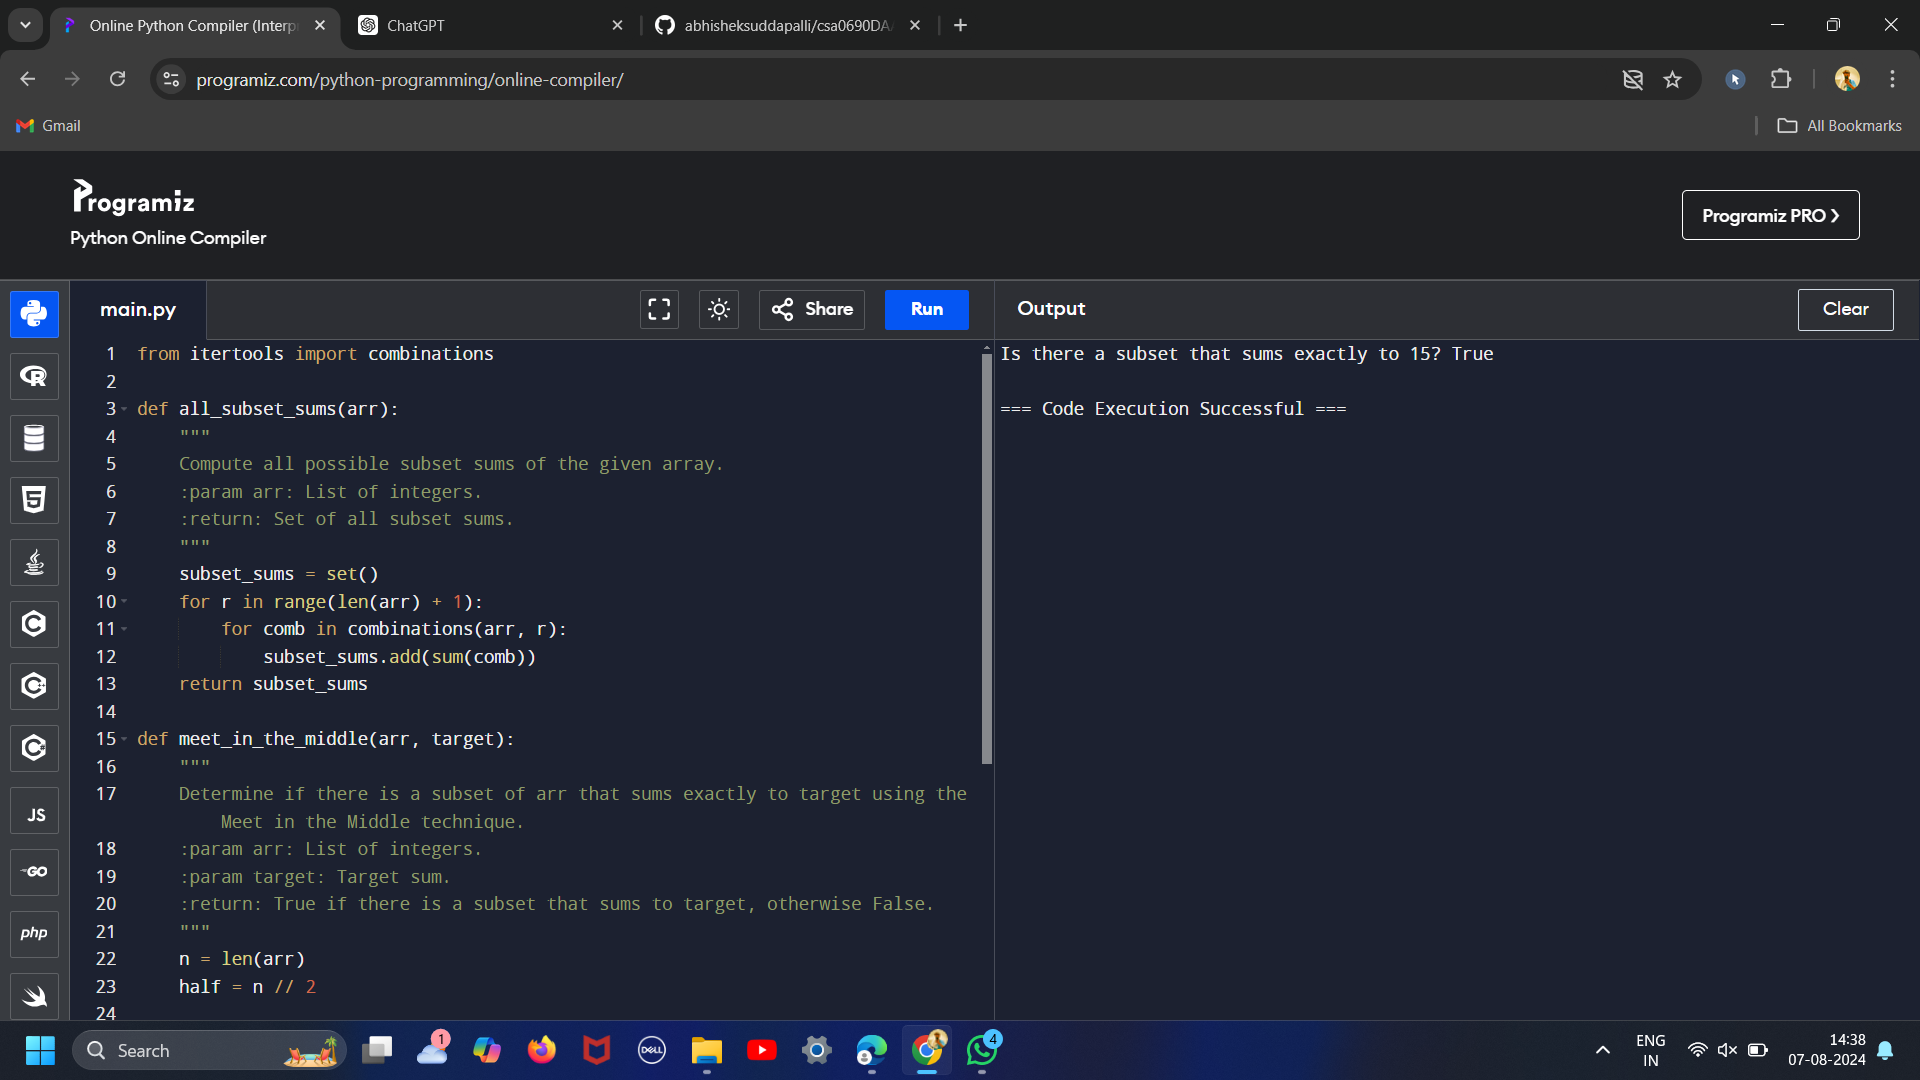 Online Python Compiler (Interp
ChatGPT
abhisheksuddapalli/csa0690DA
programiz.com/python-programming/online-compiler/
Gmail
All Bookmarks
Programiz
Python Online Compiler
Programiz PRO ❯
main.py
Share
Run
Output
Clear
1 from itertools import combinations
2
3 def all_subset_sums(arr):
4 """
5 Compute all possible subset sums of the given array.
6 :param arr: List of integers.
7 :return: Set of all subset sums.
8 """
9 subset_sums = set()
10 for r in range(len(arr) + 1):
11 for comb in combinations(arr, r):
12 subset_sums.add(sum(comb))
13 return subset_sums
14
15 def meet_in_the_middle(arr, target):
16 """
17 Determine if there is a subset of arr that sums exactly to target using the
Meet in the Middle technique.
18 :param arr: List of integers.
19 :param target: Target sum.
20 :return: True if there is a subset that sums to target, otherwise False.
21 """
22 n = len(arr)
23 half = n // 2
24
Is there a subset that sums exactly to 15? True
=== Code Execution Successful ===
JS
GO
php
Search
1
DELL
4
ENG
IN
14:38
07-08-2024